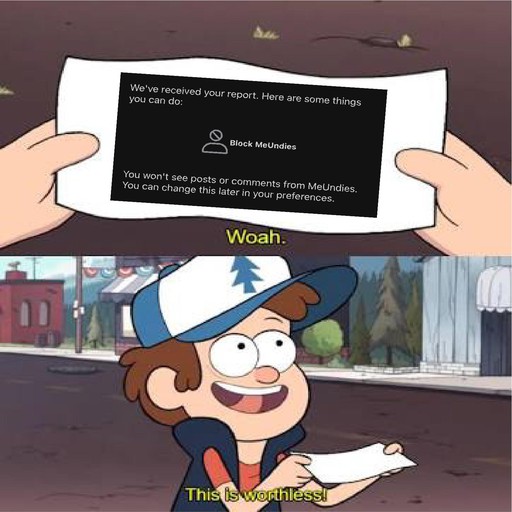 We've received your report. Here are some things
you can do:
Block MeUndies
You won't see posts or comments from MeUndies.
You can change this later in your preferences.
Woah.
This is worthless!